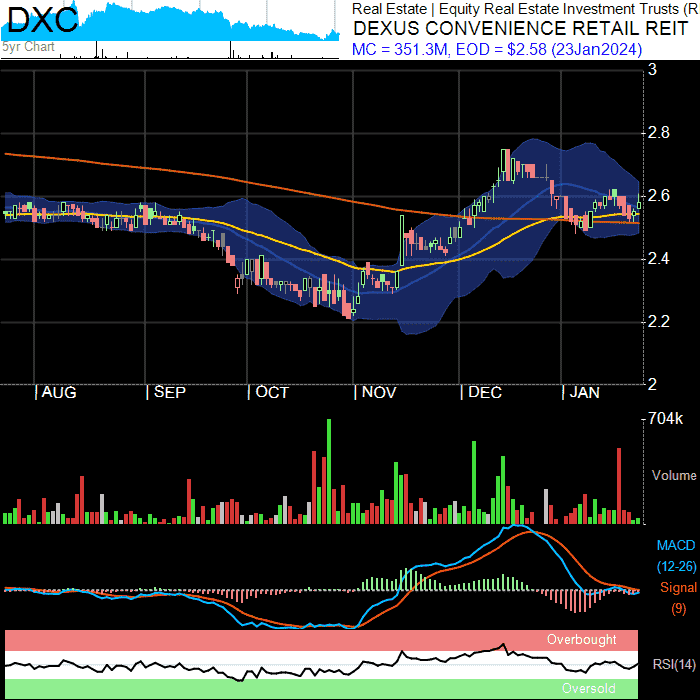 DXC
Real Estate | Equity Real Estate Investment Trusts (R
DEXUS CONVENIENCE RETAIL REIT
5yr Chart
MC = 351.3M, EOD = $2.58 (23Jan2024)
3
2.8
2.6
2.4
2.2
2
| AUG | SEP | OCT | NOV | DEC | JAN
704k
Volume
MACD
(12-26)
Signal
(9)
Overbought
RSI(14)
Oversold